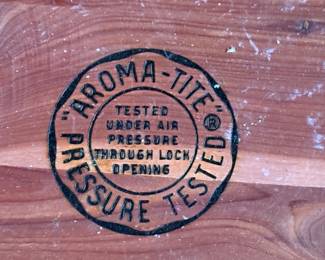 "AROMA-TITE"®
TESTED
UNDER AIR
PRESSURE
THROUGH LOCK
OPENING
"PRESSURE TESTED"